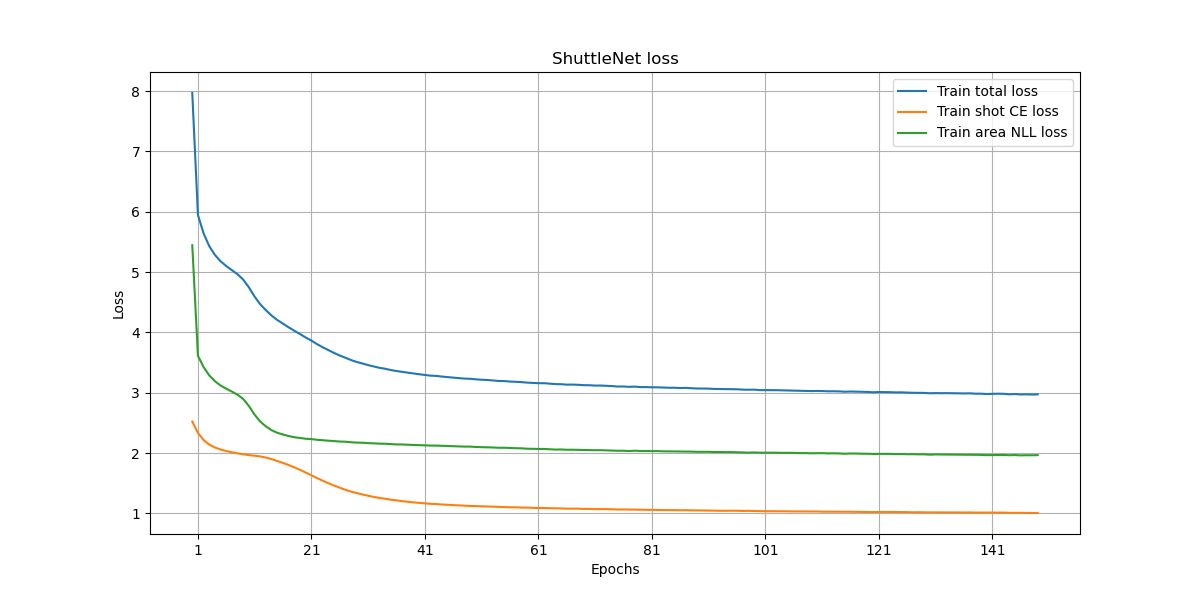 ShuttleNet loss
Train total loss
Train shot CE loss
Train area NLL loss
8
7
6
5
4
3
2
1
Loss
1 21 41 61 81 101 121 141
Epochs